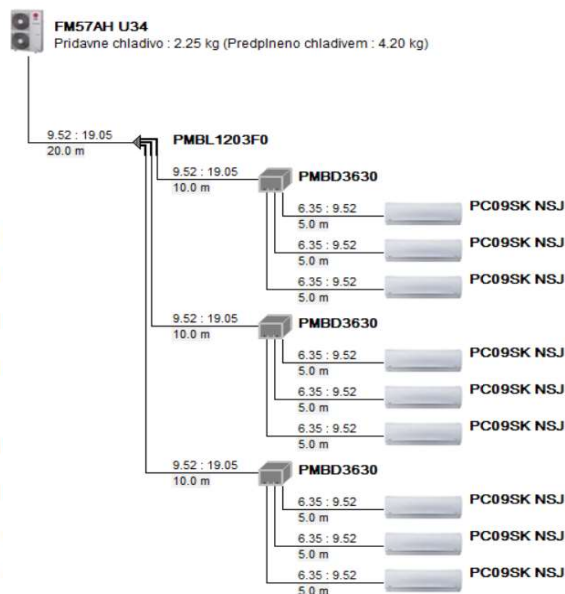 FM57AH U34
Pridavne chladivo : 2.25 kg (Predplneno chladivem : 4.20 kg)
9.52 : 19.05
20.0 m
PMBL1203F0
9.52 : 19.05
10.0 m
PMBD3630
6.35 : 9.52
5.0 m
PC09SK NSJ
6.35 : 9.52
5.0 m
PC09SK NSJ
6.35 : 9.52
5.0 m
PC09SK NSJ
9.52 : 19.05
10.0 m
PMBD3630
6.35 : 9.52
5.0 m
PC09SK NSJ
6.35 : 9.52
5.0 m
PC09SK NSJ
6.35 : 9.52
5.0 m
PC09SK NSJ
9.52 : 19.05
10.0 m
PMBD3630
6.35 : 9.52
5.0 m
PC09SK NSJ
6.35 : 9.52
5.0 m
PC09SK NSJ
6.35 : 9.52
5.0 m
PC09SK NSJ